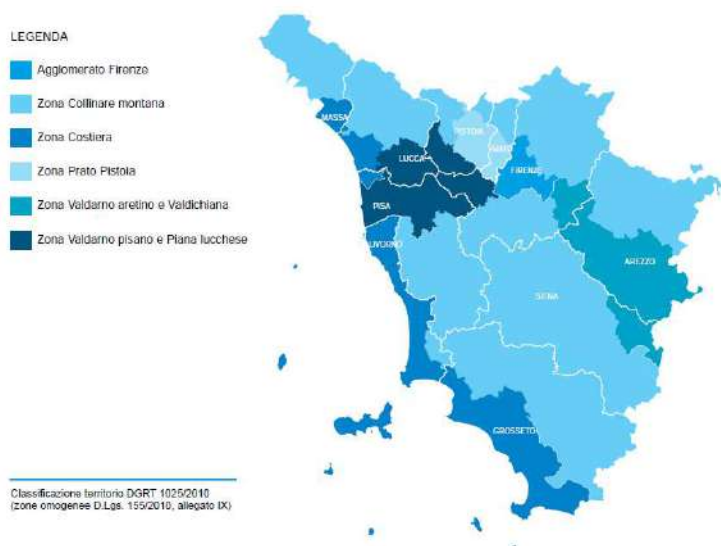 LEGENDA
Agglomerato Firenze
Zona Collinare montana
Zona Costiera
Zona Prato Pistoia
Zona Valdarno aretino e Valdichiana
Zona Valdarno pisano e Piana lucchese
MASSA
PISTOIA
PRATO
LUCCA
FIRENZE
PISA
LIVORNO
AREZZO
SIENA
GROSSETO
Classificazione territorio DGRT 1025/2010
(zone omogenee D.Lgs. 155/2010, allegato IX)